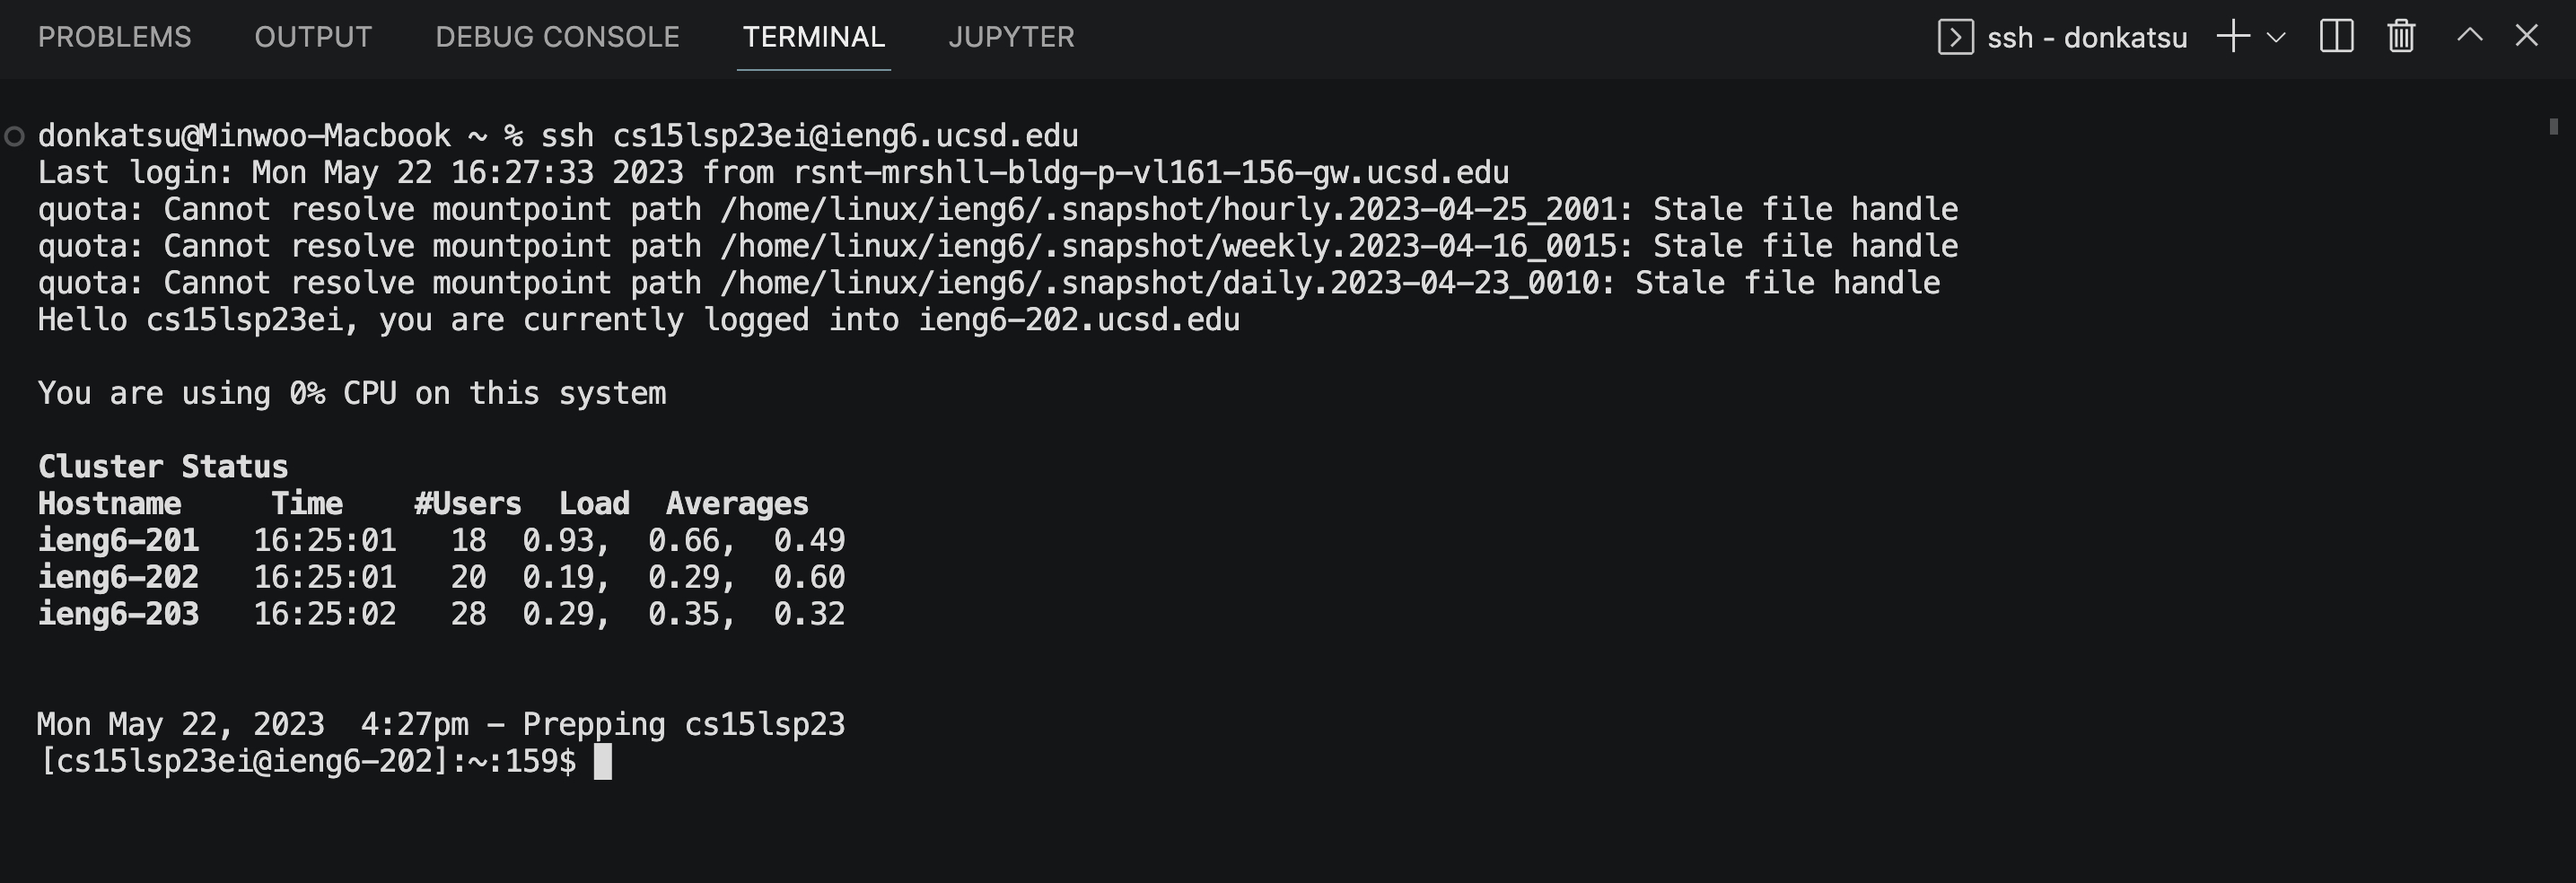 PROBLEMS OUTPUT DEBUG CONSOLE TERMINAL JUPYTER ssh - donkatsu
donkatsu@Minwoo-Macbook ~ % ssh cs15lsp23ei@ieng6.ucsd.edu
Last login: Mon May 22 16:27:33 2023 from rsnt-mrshll-bldg-p-vl161-156-gw.ucsd.edu
quota: Cannot resolve mountpoint path /home/linux/ieng6/.snapshot/hourly.2023-04-25_2001: Stale file handle
quota: Cannot resolve mountpoint path /home/linux/ieng6/.snapshot/weekly.2023-04-16_0015: Stale file handle
quota: Cannot resolve mountpoint path /home/linux/ieng6/.snapshot/daily.2023-04-23_0010: Stale file handle
Hello cs15lsp23ei, you are currently logged into ieng6-202.ucsd.edu
You are using 0% CPU on this system
Cluster Status
Hostname     Time    #Users  Load  Averages
ieng6-201   16:25:01   18  0.93,  0.66,  0.49
ieng6-202   16:25:01   20  0.19,  0.29,  0.60
ieng6-203   16:25:02   28  0.29,  0.35,  0.32
Mon May 22, 2023  4:27pm - Prepping cs15lsp23
[cs15lsp23ei@ieng6-202]:~:159$